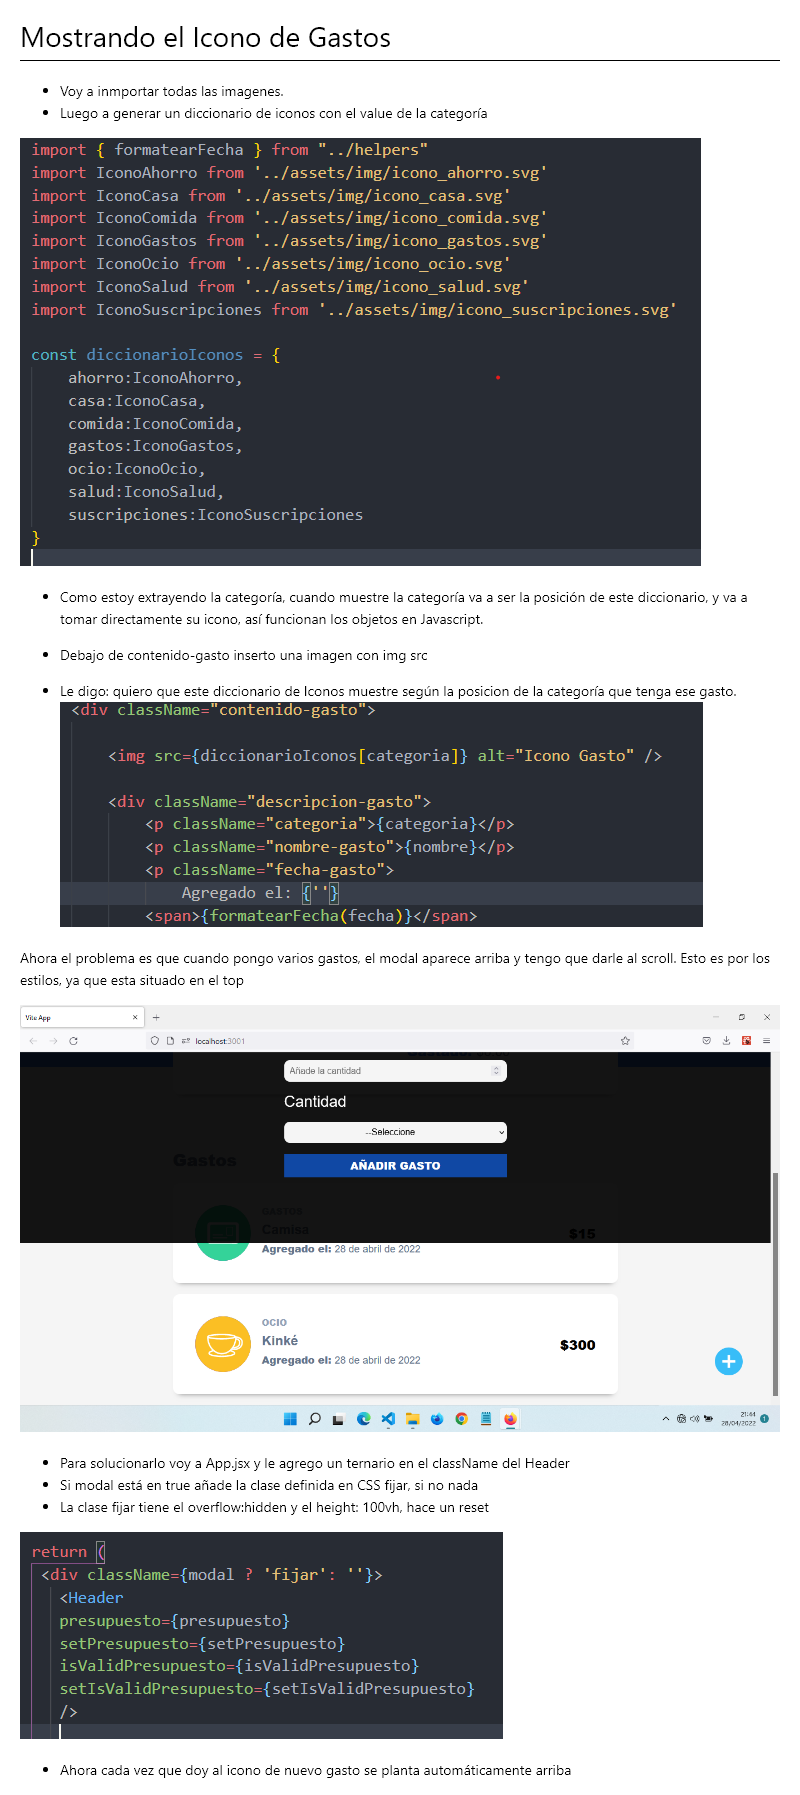 Mostrando el Icono de Gastos
• Voy a inmportar todas las imagenes.
• Luego a generar un diccionario de iconos con el value de la categoría
import { formatearFecha } from "../helpers"
import IconoAhorro from '../assets/img/icono_ahorro.svg'
import IconoCasa from '../assets/img/icono_casa.svg'
import IconoComida from '../assets/img/icono_comida.svg'
import IconoGastos from '../assets/img/icono_gastos.svg'
import IconoOcio from '../assets/img/icono_ocio.svg'
import IconoSalud from '../assets/img/icono_salud.svg'
import IconoSuscripciones from '../assets/img/icono_suscripciones.svg'
const diccionarioIconos = {
ahorro:IconoAhorro,
casa:IconoCasa,
comida:IconoComida,
gastos:IconoGastos,
ocio:IconoOcio,
salud:IconoSalud,
suscripciones:IconoSuscripciones
}
• Como estoy extrayendo la categoría, cuando muestre la categoría va a ser la posición de este diccionario, y va a
tomar directamente su icono, así funcionan los objetos en Javascript.
• Debajo de contenido-gasto inserto una imagen con img src
• Le digo: quiero que este diccionario de Iconos muestre según la posicion de la categoría que tenga ese gasto.
<div className="contenido-gasto">
<img src={diccionarioIconos[categoria]} alt="Icono Gasto" />
<div className="descripcion-gasto">
<p className="categoria">{categoria}</p>
<p className="nombre-gasto">{nombre}</p>
<p className="fecha-gasto">
Agregado el: {''}
<span>{formatearFecha(fecha)}</span>
Ahora el problema es que cuando pongo varios gastos, el modal aparece arriba y tengo que darle al scroll. Esto es por los
estilos, ya que esta situado en el top
Vite App
localhost:3001
Añade la cantidad
Cantidad
--Seleccione
Gastos
AÑADIR GASTO
GASTOS
Camisa
$15
Agregado el: 28 de abril de 2022
OCIO
Kinké
$300
Agregado el: 28 de abril de 2022
21:44
28/04/2022
1
• Para solucionarlo voy a App.jsx y le agrego un ternario en el className del Header
• Si modal está en true añade la clase definida en CSS fijar, si no nada
• La clase fijar tiene el overflow:hidden y el height: 100vh, hace un reset
return (
<div className={modal ? 'fijar': ''}>
<Header
presupuesto={presupuesto}
setPresupuesto={setPresupuesto}
isValidPresupuesto={isValidPresupuesto}
setIsValidPresupuesto={setIsValidPresupuesto}
/>
• Ahora cada vez que doy al icono de nuevo gasto se planta automáticamente arriba